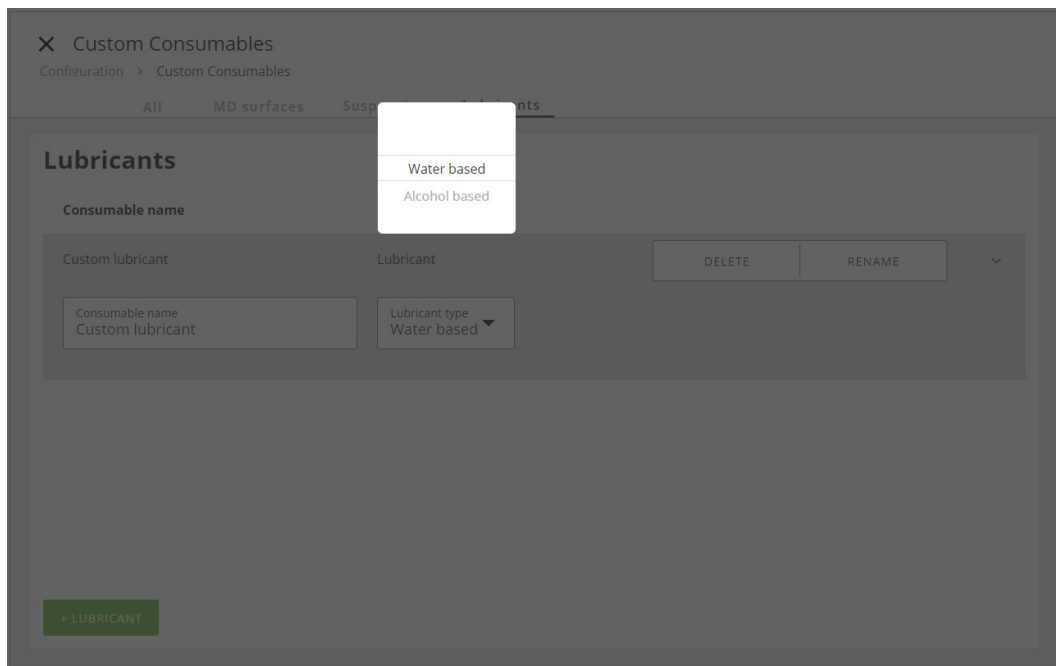 Custom Consumables
Configuration > Custom Consumables
All MD surfaces
Lubricants
Water based
Alcohol based
Consumable name
Custom lubricant Lubricant DELETE RENAME
Consumable name Lubricant type
Custom lubricant Water based
+ LUBRICANT